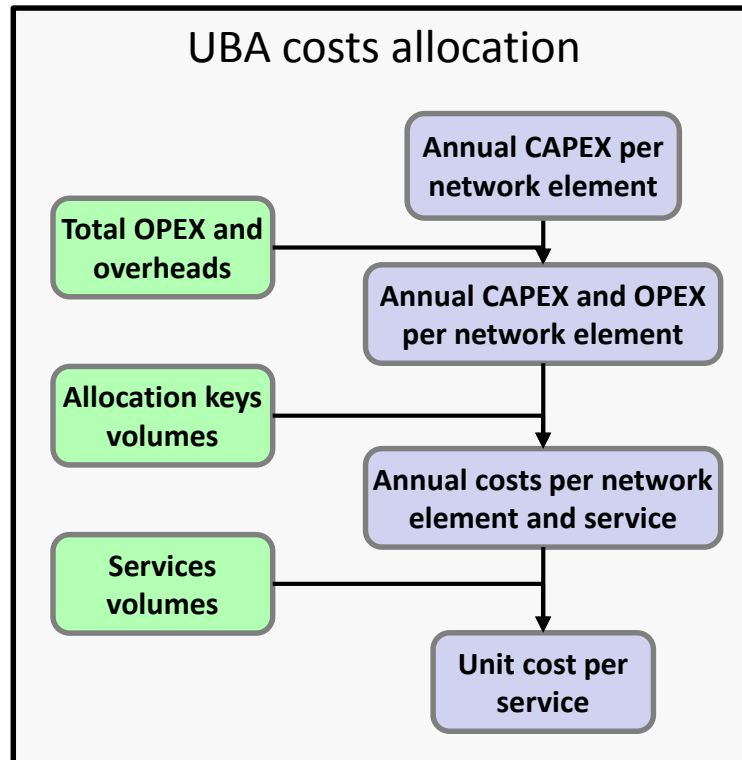 UBA costs allocation
Annual CAPEX per
network element
Total OPEX and
overheads
Annual CAPEX and OPEX
per network element
Allocation keys
volumes
Annual costs per network
element and service
Services
volumes
Unit cost per
service